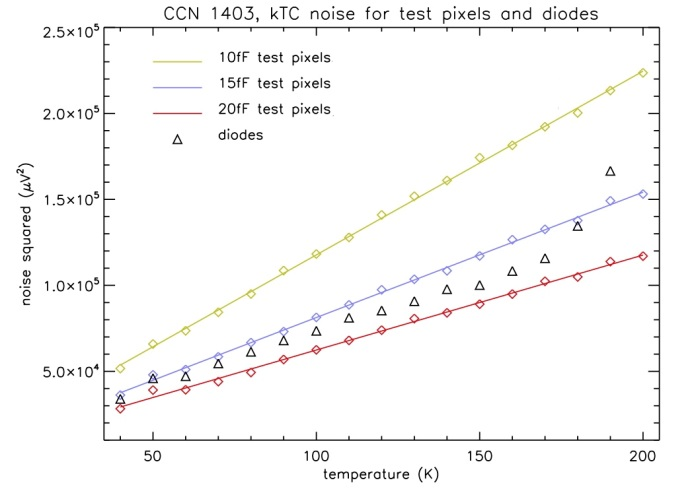 CCN 1403, kTC noise for test pixels and diodes
2.5×10⁵
2.0×10⁵
1.5×10⁵
1.0×10⁵
5.0×10⁴
noise squared (μV²)
10fF test pixels
15fF test pixels
20fF test pixels
diodes
50
100
150
200
temperature (K)